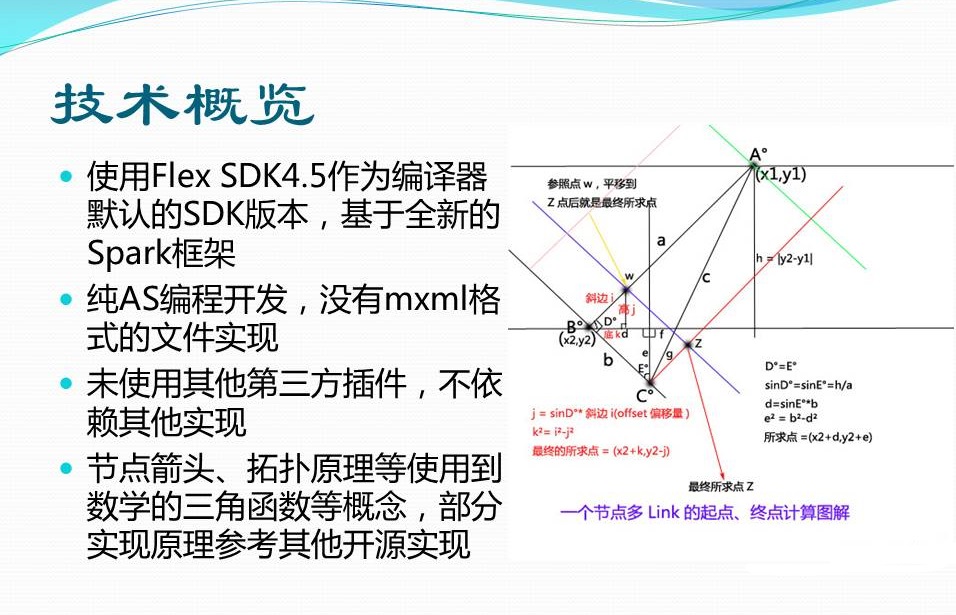 技术概览
使用Flex SDK4.5作为编译器
默认的SDK版本，基于全新的
Spark框架
纯AS编程开发，没有mxml格
式的文件实现
未使用其他第三方插件，不依
赖其他实现
节点箭头、拓扑原理等使用到
数学的三角函数等概念，部分
实现原理参考其他开源实现
A°
(x1,y1)
参照点 w，平移到
Z 点后就是最终所求点
a
c
h = |y2-y1|
w
斜边 i
高 j
B°
D°
(x2,y2)
底 k
d
f
b
e
g
Z
E°
C°
D°=E°
sinD°=sinE°=h/a
d=sinE°*b
e² = b²-d²
所求点 =(x2+d,y2+e)
j = sinD°* 斜边 i(offset 偏移量 )
k²= i²-j²
最终的所求点 = (x2+k,y2-j)
最终所求点 Z
一个节点多 Link 的起点、终点计算图解